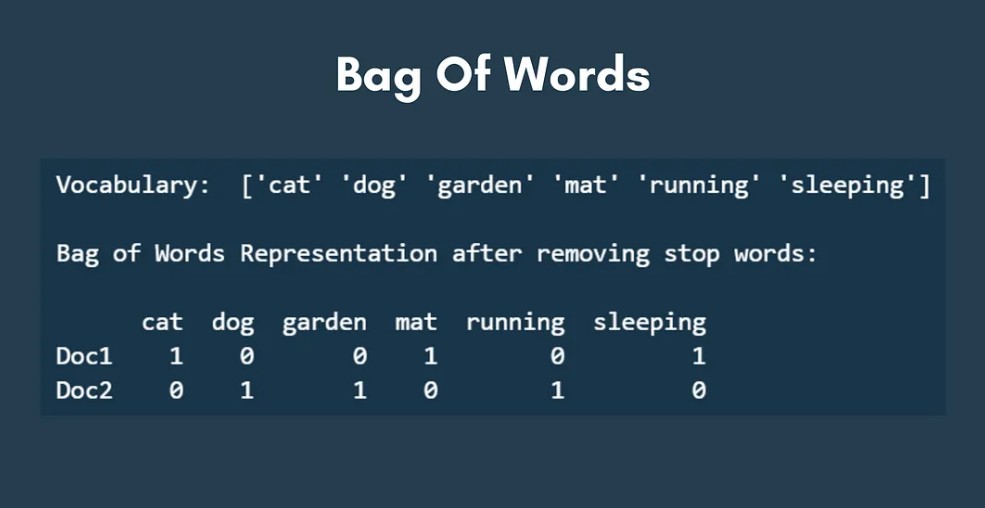 Bag Of Words
Vocabulary:  ['cat' 'dog' 'garden' 'mat' 'running' 'sleeping']
Bag of Words Representation after removing stop words:
cat  dog  garden  mat  running  sleeping
Doc1    1    0       0    1        0         1
Doc2    0    1       1    0        1         0